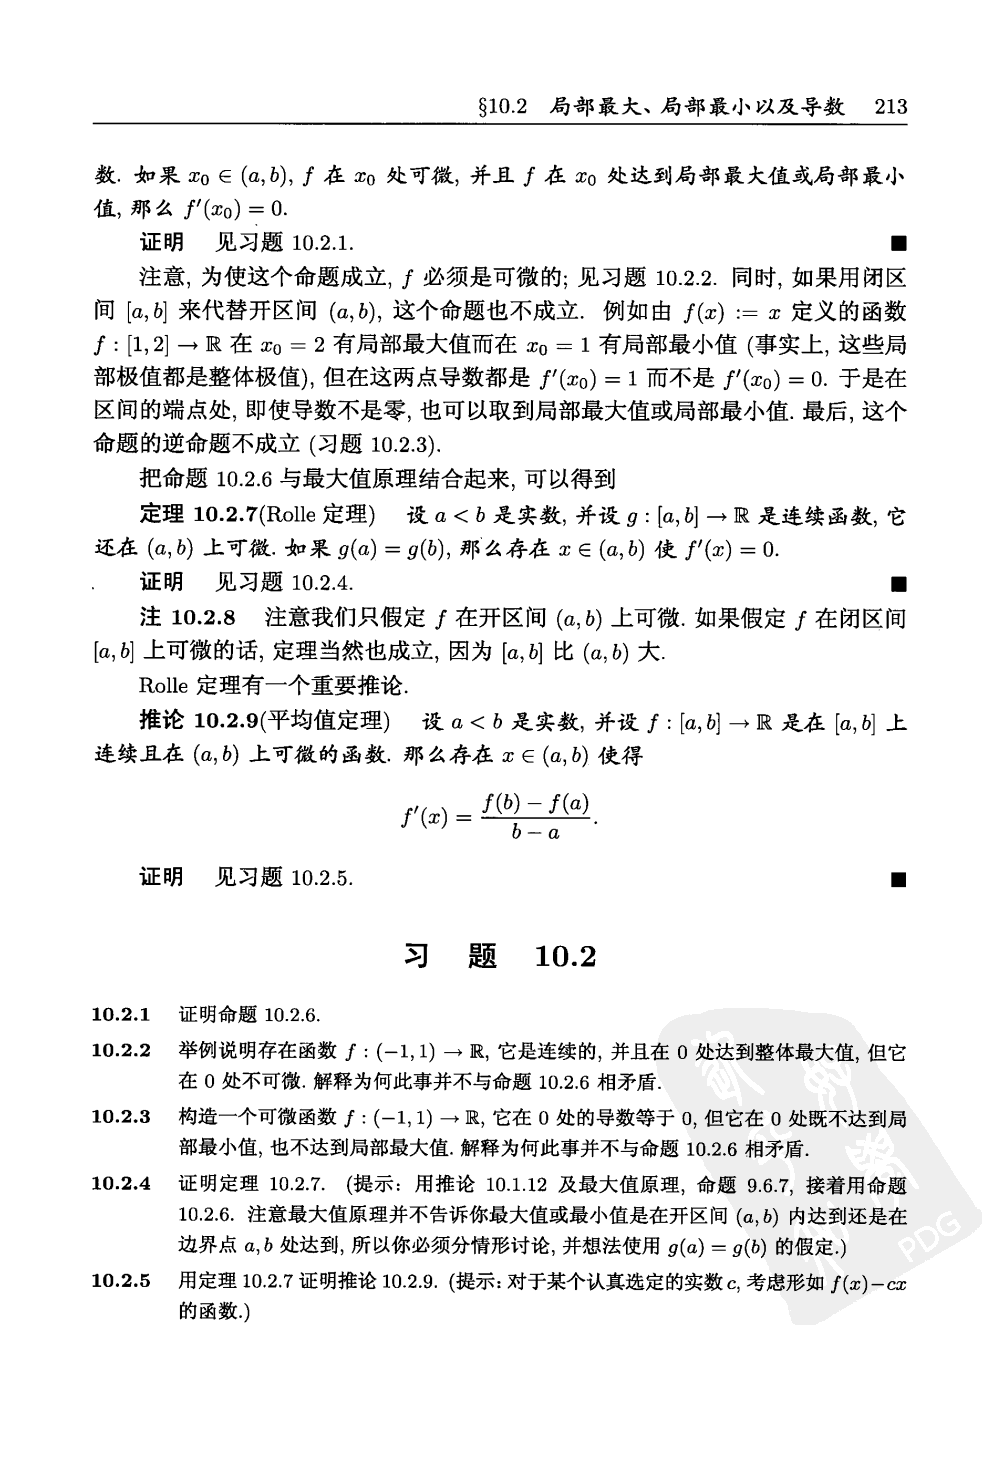 §10.2 局部最大、局部最小以及导数 213
数. 如果 x₀ ∈ (a, b), f 在 x₀ 处可微, 并且 f 在 x₀ 处达到局部最大值或局部最小
值, 那么 f′(x₀) = 0.
证明 见习题 10.2.1. ■
注意, 为使这个命题成立, f 必须是可微的; 见习题 10.2.2. 同时, 如果用闭区
间 [a, b] 来代替开区间 (a, b), 这个命题也不成立. 例如由 f(x) := x 定义的函数
f : [1, 2] → ℝ 在 x₀ = 2 有局部最大值而在 x₀ = 1 有局部最小值 (事实上, 这些局
部极值都是整体极值), 但在这两点导数都是 f′(x₀) = 1 而不是 f′(x₀) = 0. 于是在
区间的端点处, 即使导数不是零, 也可以取到局部最大值或局部最小值. 最后, 这个
命题的逆命题不成立 (习题 10.2.3).
把命题 10.2.6 与最大值原理结合起来, 可以得到
定理 10.2.7(Rolle 定理) 设 a < b 是实数, 并设 g : [a, b] → ℝ 是连续函数, 它
还在 (a, b) 上可微. 如果 g(a) = g(b), 那么存在 x ∈ (a, b) 使 f′(x) = 0.
证明 见习题 10.2.4. ■
注 10.2.8 注意我们只假定 f 在开区间 (a, b) 上可微. 如果假定 f 在闭区间
[a, b] 上可微的话, 定理当然也成立, 因为 [a, b] 比 (a, b) 大.
Rolle 定理有一个重要推论.
推论 10.2.9(平均值定理) 设 a < b 是实数, 并设 f : [a, b] → ℝ 是在 [a, b] 上
连续且在 (a, b) 上可微的函数. 那么存在 x ∈ (a, b) 使得
f′(x) = (f(b) − f(a))/(b − a).
证明 见习题 10.2.5. ■
习 题 10.2
10.2.1 证明命题 10.2.6.
10.2.2 举例说明存在函数 f : (−1, 1) → ℝ, 它是连续的, 并且在 0 处达到整体最大值, 但它
在 0 处不可微. 解释为何此事并不与命题 10.2.6 相矛盾.
10.2.3 构造一个可微函数 f : (−1, 1) → ℝ, 它在 0 处的导数等于 0, 但它在 0 处既不达到局
部最小值, 也不达到局部最大值. 解释为何此事并不与命题 10.2.6 相矛盾.
10.2.4 证明定理 10.2.7. (提示: 用推论 10.1.12 及最大值原理, 命题 9.6.7, 接着用命题
10.2.6. 注意最大值原理并不告诉你最大值或最小值是在开区间 (a, b) 内达到还是在
边界点 a, b 处达到, 所以你必须分情形讨论, 并想法使用 g(a) = g(b) 的假定.)
10.2.5 用定理 10.2.7 证明推论 10.2.9. (提示: 对于某个认真选定的实数 c, 考虑形如 f(x)−cx
的函数.)
PDG